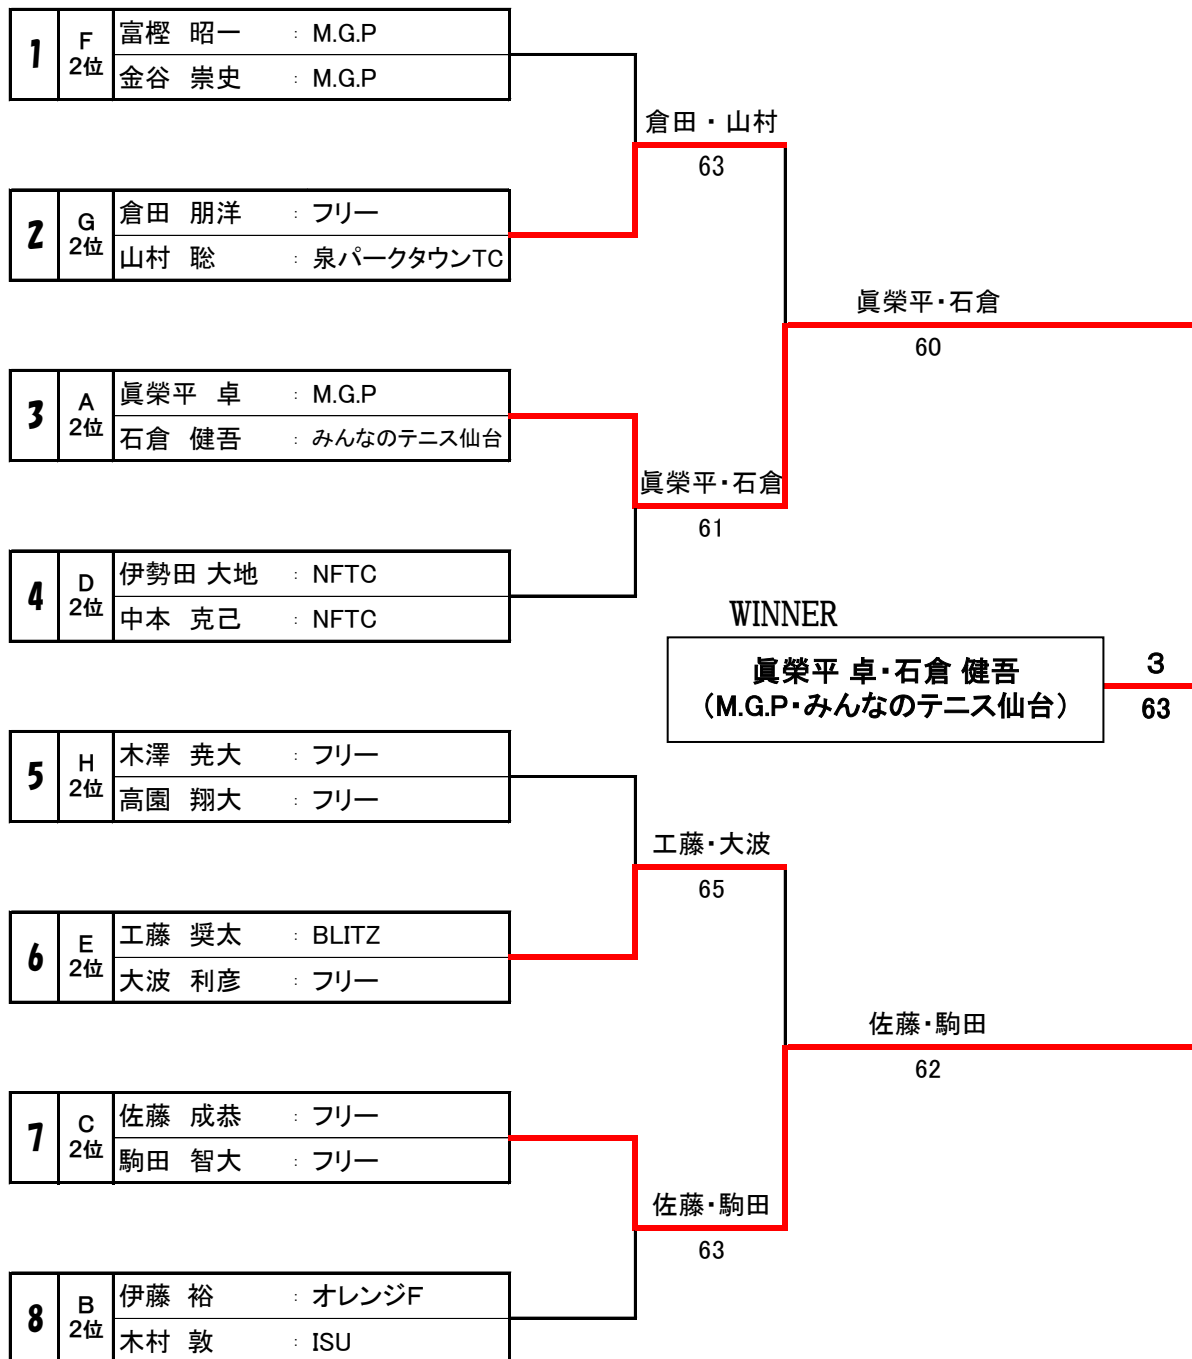 1 F 2位 富樫 昭一 : M.G.P
金谷 崇史 : M.G.P
倉田・山村
63
2 G 2位 倉田 朋洋 : フリー
山村 聡 : 泉パークタウンTC
眞榮平・石倉
60
3 A 2位 眞榮平 卓 : M.G.P
石倉 健吾 : みんなのテニス仙台
眞榮平・石倉
61
4 D 2位 伊勢田 大地 : NFTC
中本 克己 : NFTC
WINNER
眞榮平 卓・石倉 健吾
（M.G.P・みんなのテニス仙台）
3
63
5 H 2位 木澤 尭大 : フリー
高園 翔大 : フリー
工藤・大波
65
6 E 2位 工藤 奨太 : BLITZ
大波 利彦 : フリー
佐藤・駒田
62
7 C 2位 佐藤 成恭 : フリー
駒田 智大 : フリー
佐藤・駒田
63
8 B 2位 伊藤 裕 : オレンジF
木村 敦 : ISU